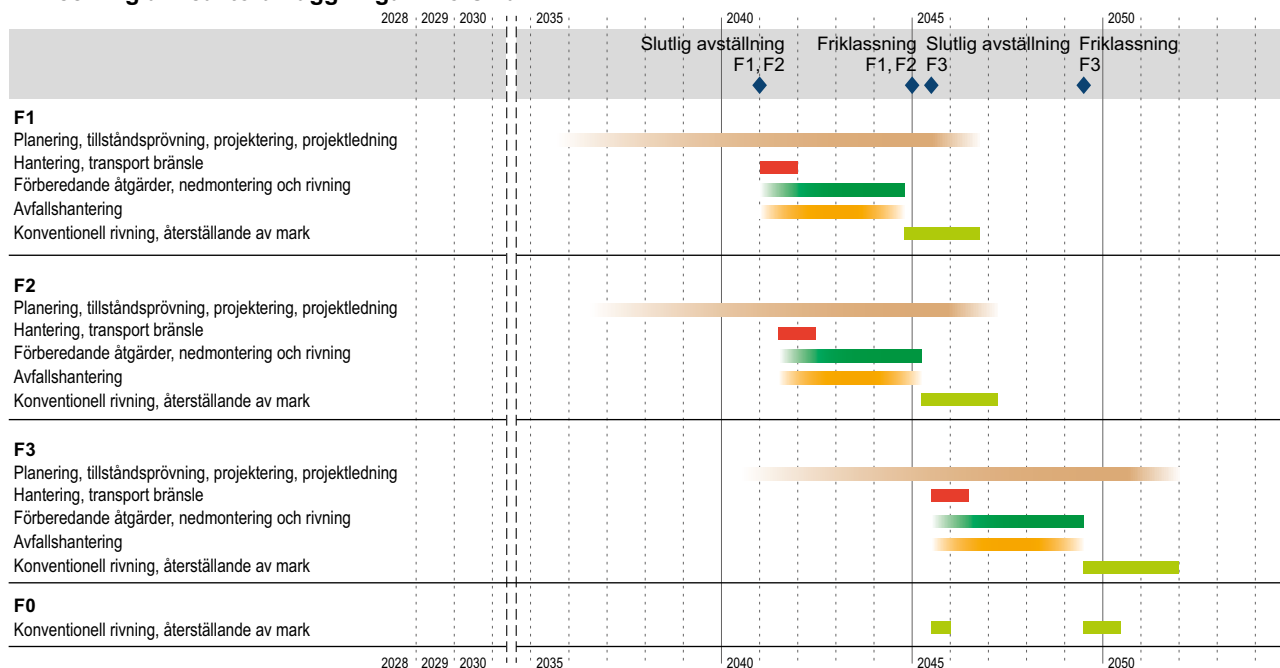 2028 2029 2030 2035 2040 2045 2050
Slutlig avställning Friklassning Slutlig avställning Friklassning
F1, F2 F1, F2 F3 F3
F1
Planering, tillståndsprövning, projektering, projektledning
Hantering, transport bränsle
Förberedande åtgärder, nedmontering och rivning
Avfallshantering
Konventionell rivning, återställande av mark
F2
Planering, tillståndsprövning, projektering, projektledning
Hantering, transport bränsle
Förberedande åtgärder, nedmontering och rivning
Avfallshantering
Konventionell rivning, återställande av mark
F3
Planering, tillståndsprövning, projektering, projektledning
Hantering, transport bränsle
Förberedande åtgärder, nedmontering och rivning
Avfallshantering
Konventionell rivning, återställande av mark
F0
Konventionell rivning, återställande av mark
2028 2029 2030 2035 2040 2045 2050